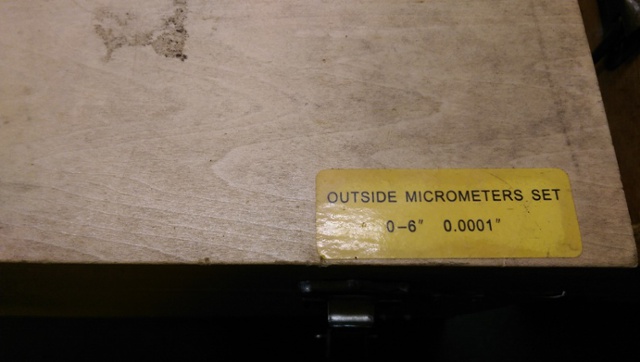 OUTSIDE MICROMETERS SET
0-6" 0.0001"